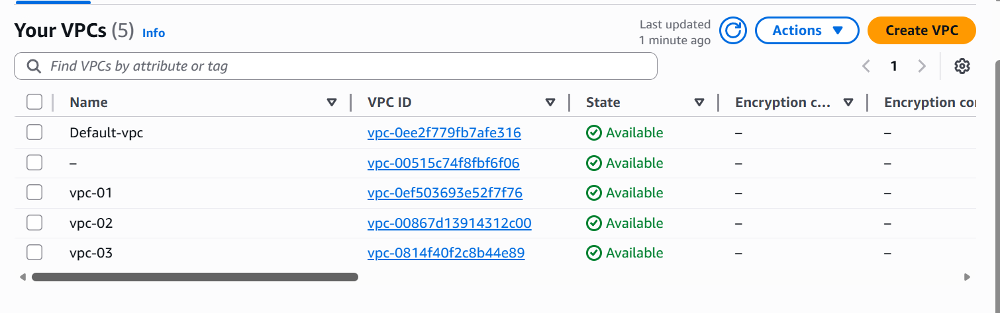 Your VPCs (5) Info
Last updated
1 minute ago
Actions
Create VPC
Find VPCs by attribute or tag
1
Name VPC ID State Encryption c... Encryption con
Default-vpc vpc-0ee2f779fb7afe316 Available – –
– vpc-00515c74f8fbf6f06 Available – –
vpc-01 vpc-0ef503693e52f7f76 Available – –
vpc-02 vpc-00867d13914312c00 Available – –
vpc-03 vpc-0814f40f2c8b44e89 Available – –